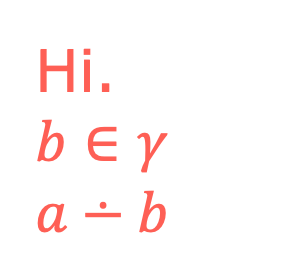 Hi.
b ∈ γ
a ∸ b